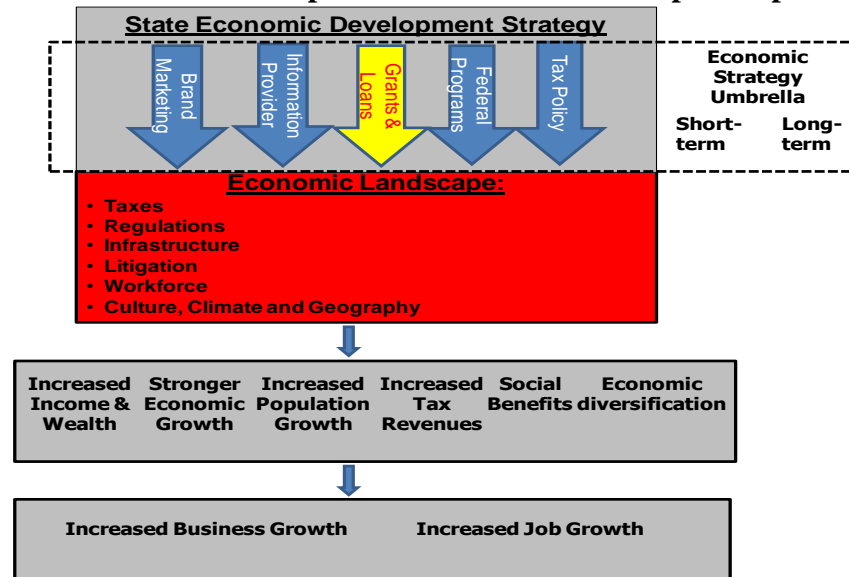 State Economic Development Strategy
Brand
Marketing
Information
Provider
Grants &
Loans
Federal
Programs
Tax Policy
Economic
Strategy
Umbrella
Short-
term
Long-
term
Economic Landscape:
• Taxes
• Regulations
• Infrastructure
• Litigation
• Workforce
• Culture, Climate and Geography
Increased
Income &
Wealth
Stronger
Economic
Growth
Increased
Population
Growth
Increased
Tax
Revenues
Social
Benefits
Economic
diversification
Increased Business Growth
Increased Job Growth